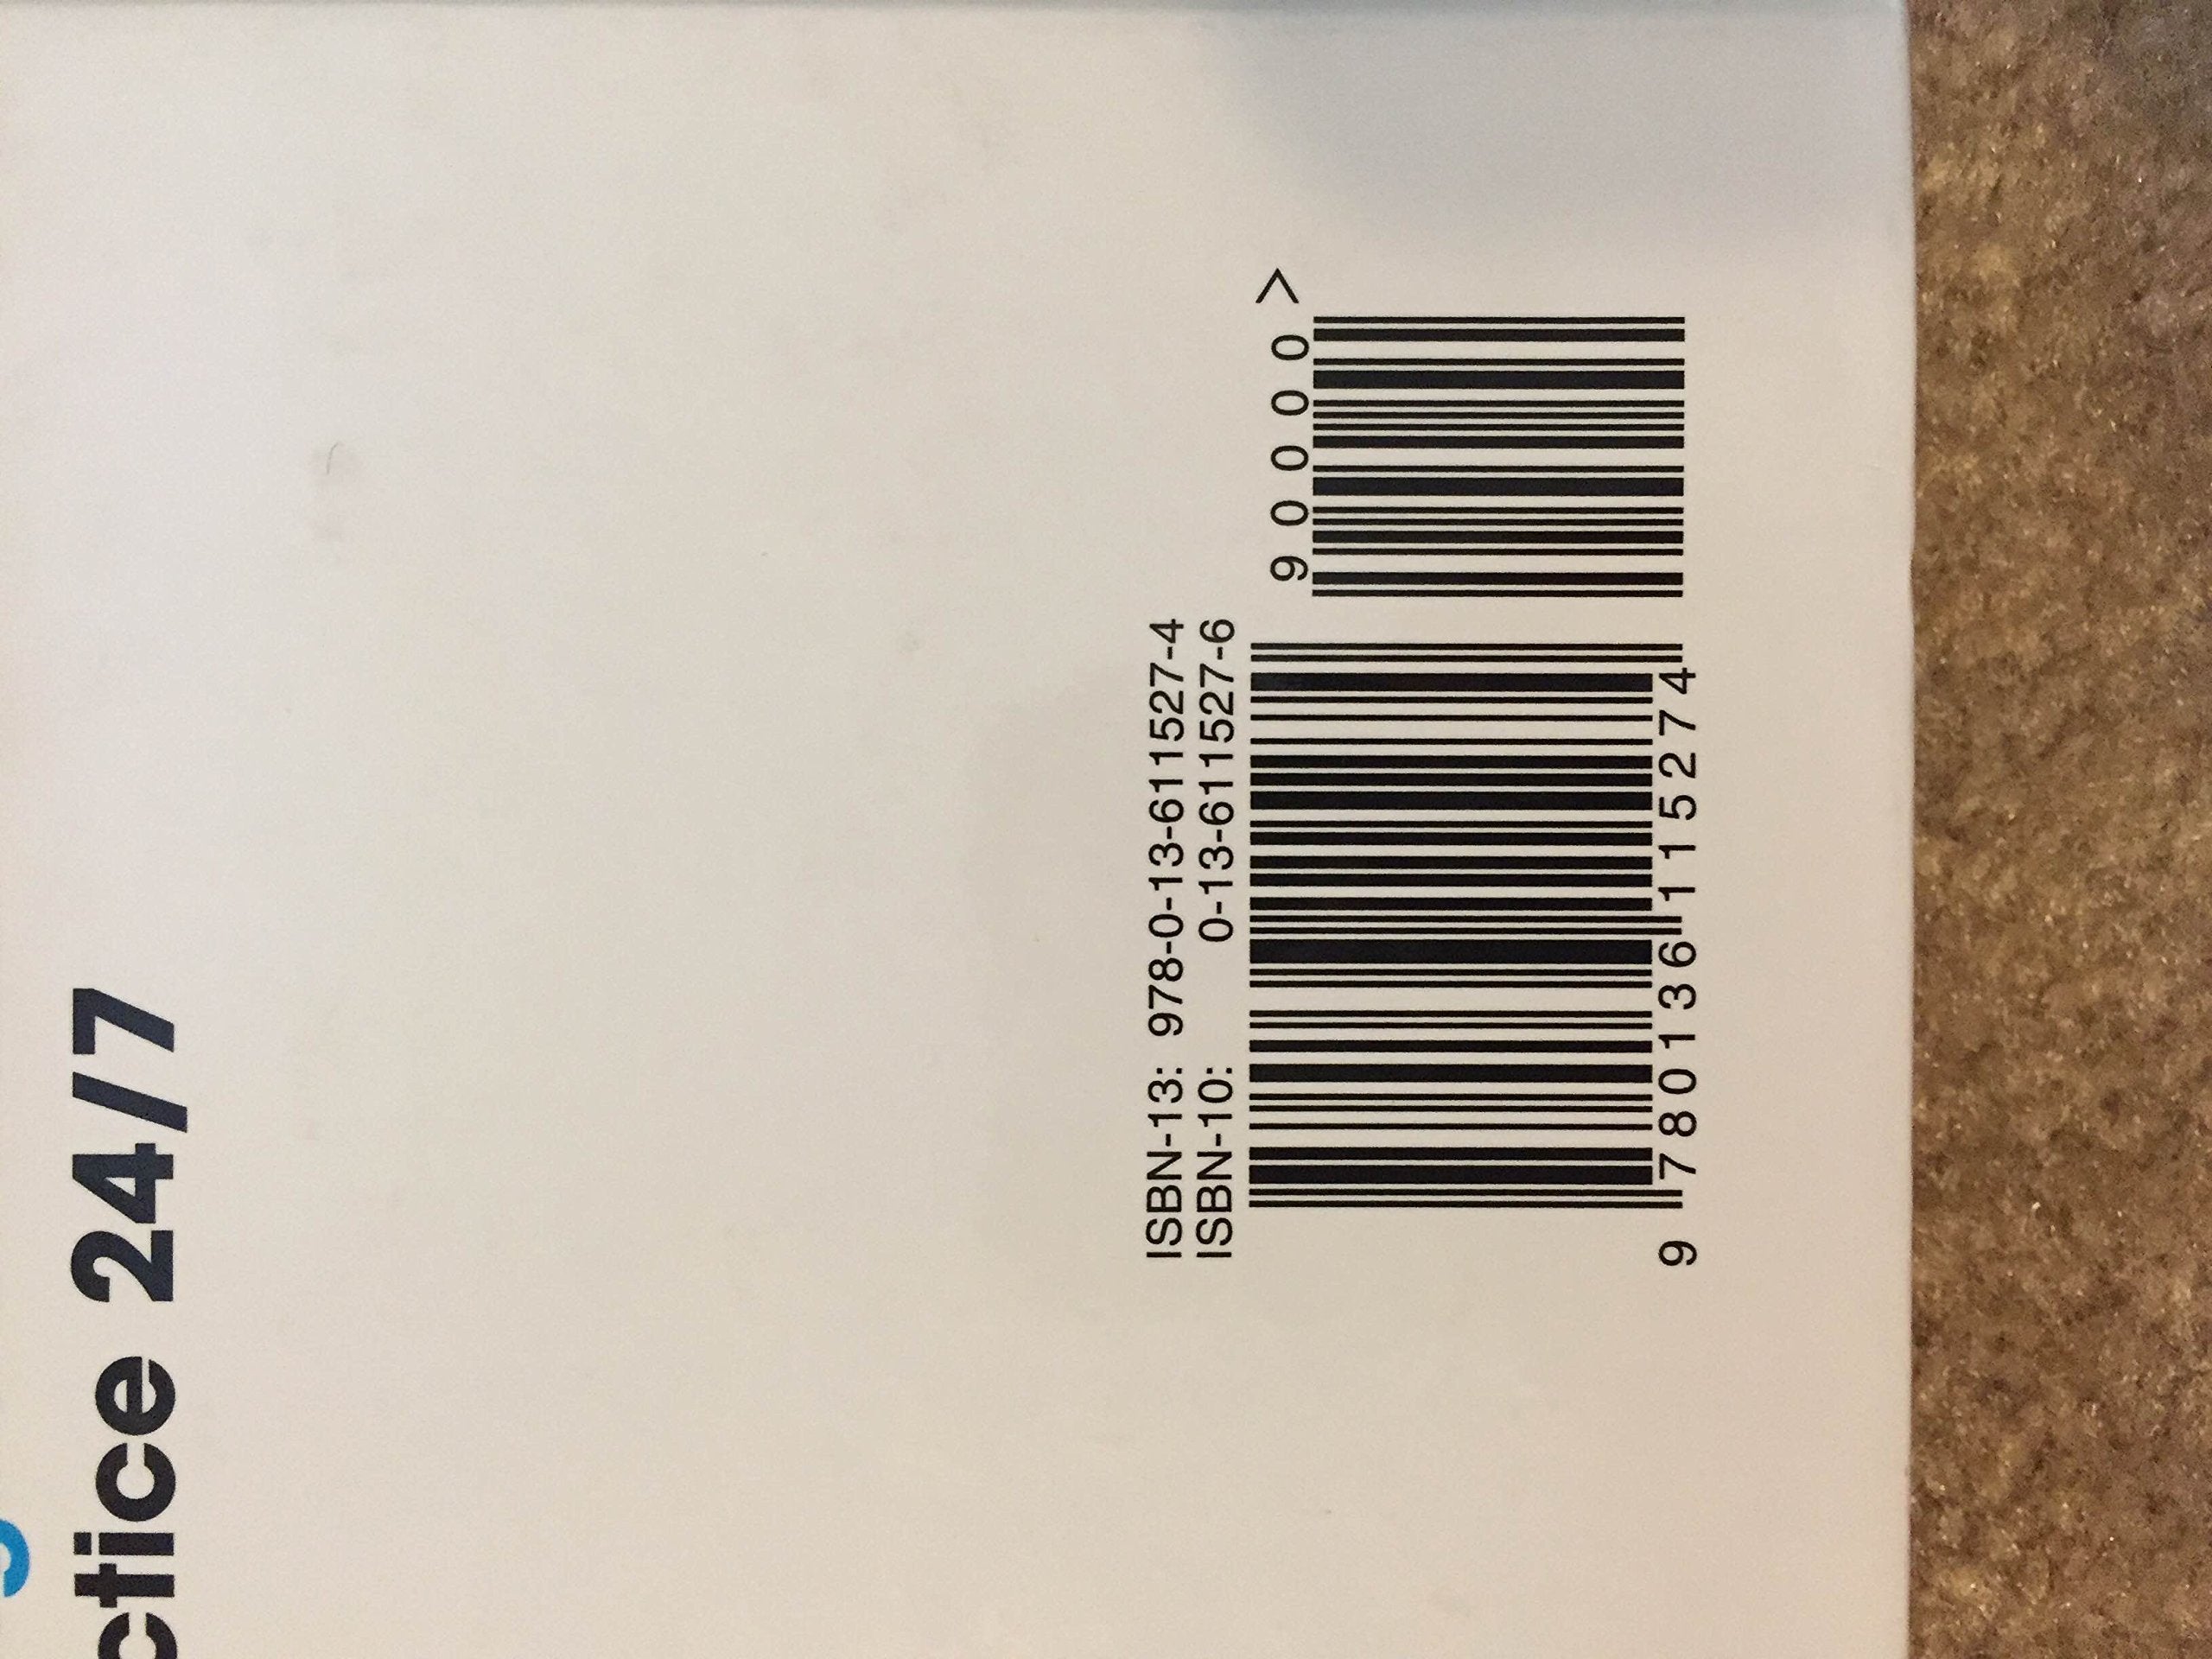 ctice 24/7
ISBN-13: 978-0-13-611527-4
ISBN-10: 0-13-611527-6
90000>
9 780136 115274